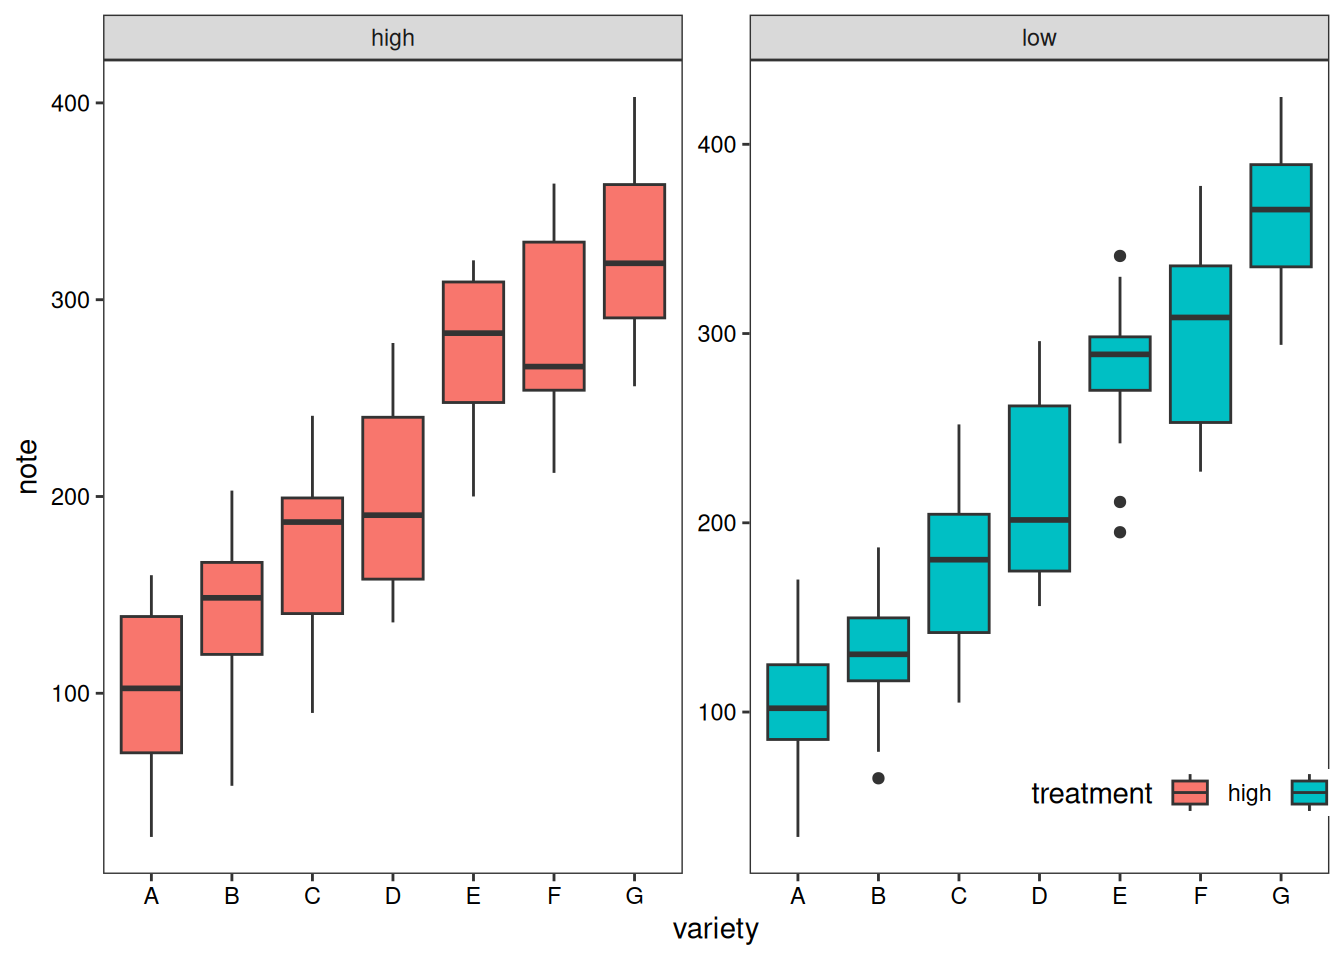 high
low
note
400
300
200
100
400
300
200
100
treatment high
A B C D E F G
A B C D E F G
variety